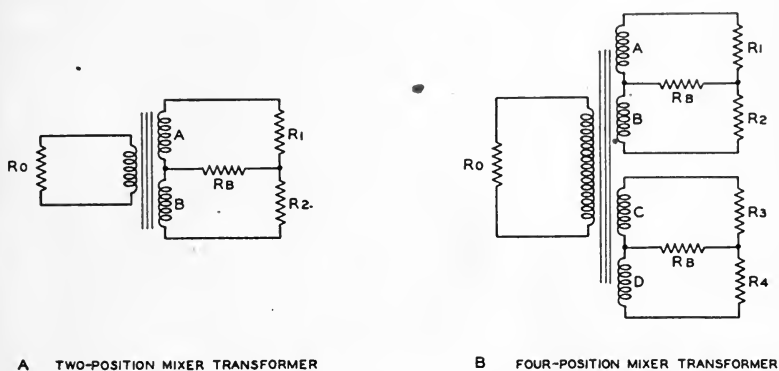 Ro
A
B
RB
R1
R2.
A TWO-POSITION MIXER TRANSFORMER
Ro
A
B
RB
R1
R2
C
D
RB
R3
R4
B FOUR-POSITION MIXER TRANSFORMER